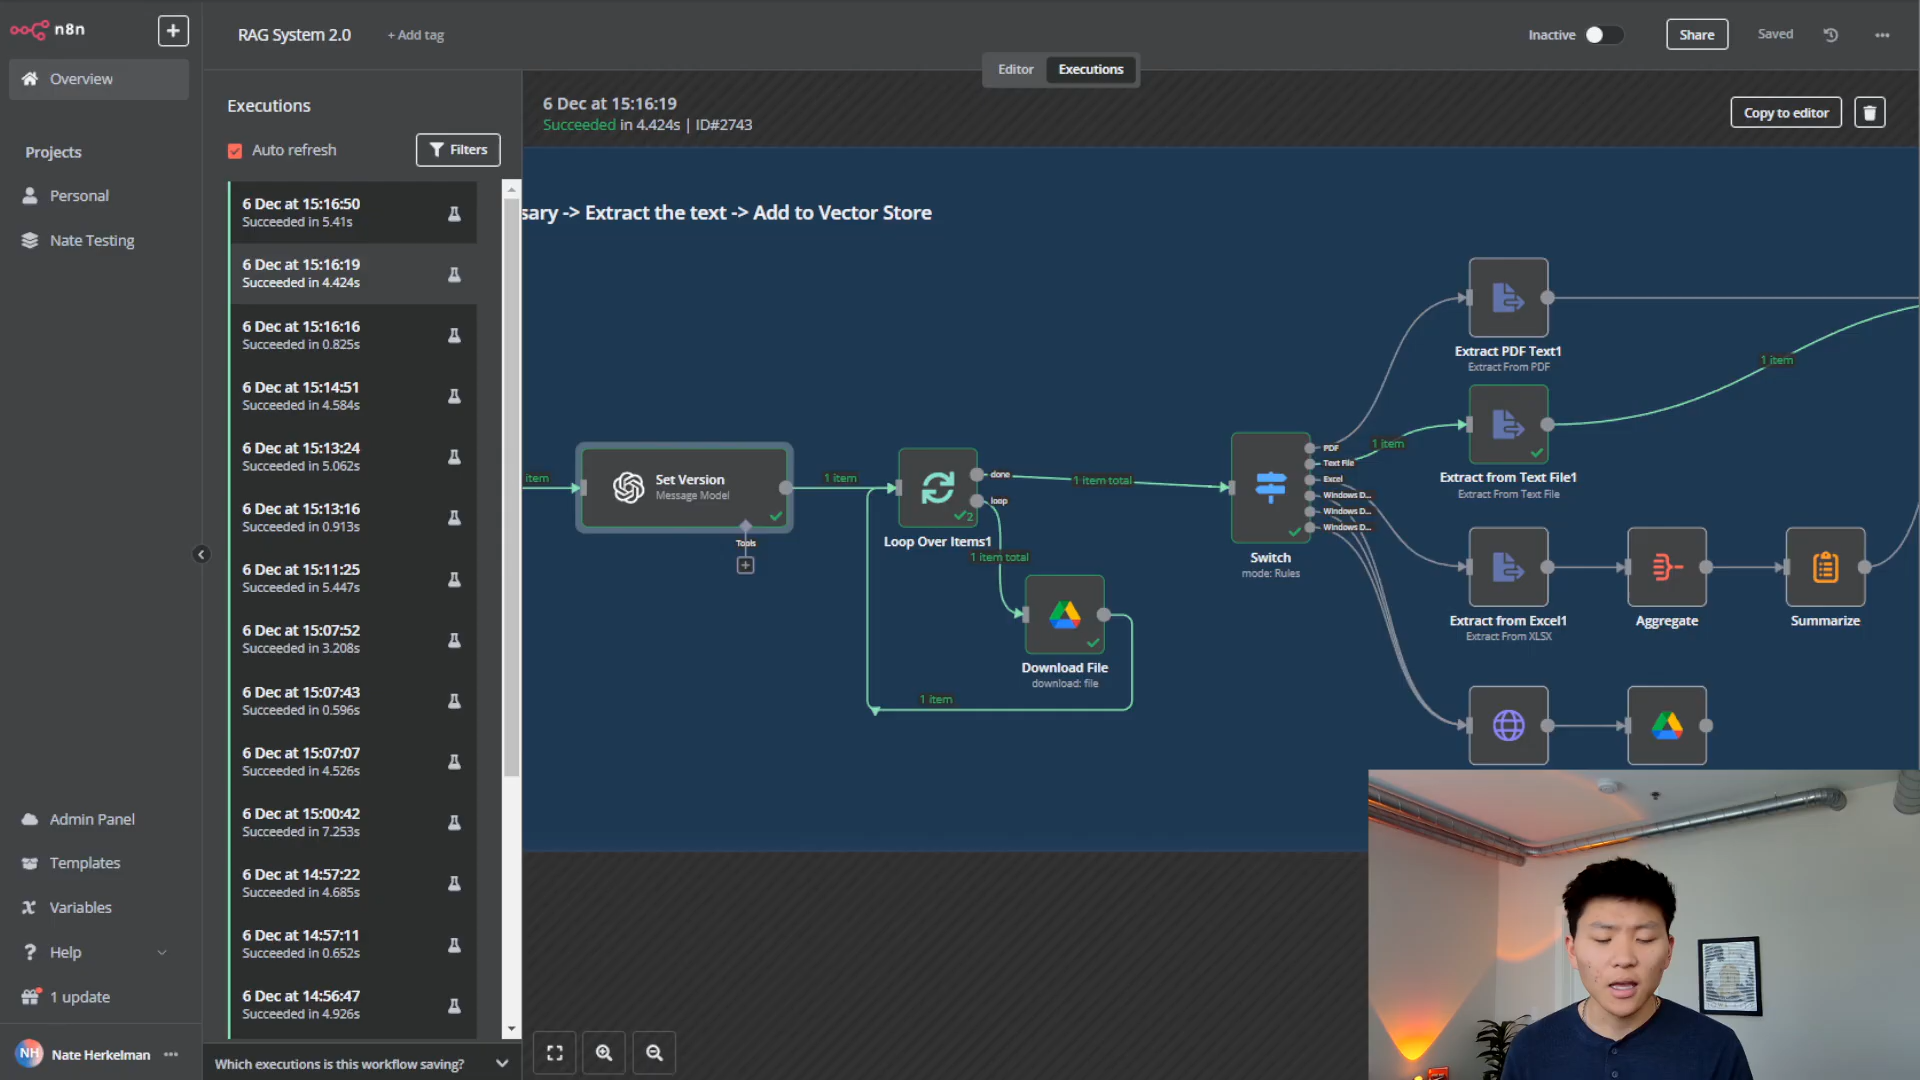 n8n
RAG System 2.0
+ Add tag
Inactive
Share
Saved
Editor
Executions
Overview
Projects
Personal
Nate Testing
Admin Panel
Templates
Variables
Help
1 update
NH
Nate Herkelman
Executions
Auto refresh
Filters
6 Dec at 15:16:50
Succeeded in 5.41s
6 Dec at 15:16:19
Succeeded in 4.424s
6 Dec at 15:16:16
Succeeded in 0.825s
6 Dec at 15:14:51
Succeeded in 4.584s
6 Dec at 15:13:24
Succeeded in 5.062s
6 Dec at 15:13:16
Succeeded in 0.913s
6 Dec at 15:11:25
Succeeded in 5.447s
6 Dec at 15:07:52
Succeeded in 3.208s
6 Dec at 15:07:43
Succeeded in 0.596s
6 Dec at 15:07:07
Succeeded in 4.526s
6 Dec at 15:00:42
Succeeded in 7.253s
6 Dec at 14:57:22
Succeeded in 4.685s
6 Dec at 14:57:11
Succeeded in 0.652s
6 Dec at 14:56:47
Succeeded in 4.926s
Which executions is this workflow saving?
6 Dec at 15:16:19
Succeeded in 4.424s | ID#2743
Copy to editor
sary -> Extract the text -> Add to Vector Store
item
Set Version
Message Model
Tools
1 item
done
loop
2
Loop Over Items1
1 item total
1 item total
Download File
download: file
1 item
PDF
Text File
Excel
Windows D...
Windows D...
Windows D...
Switch
mode: Rules
1 item
Extract PDF Text1
Extract From PDF
1 item
Extract from Text File1
Extract From Text File
Extract from Excel1
Extract From XLSX
Aggregate
Summarize